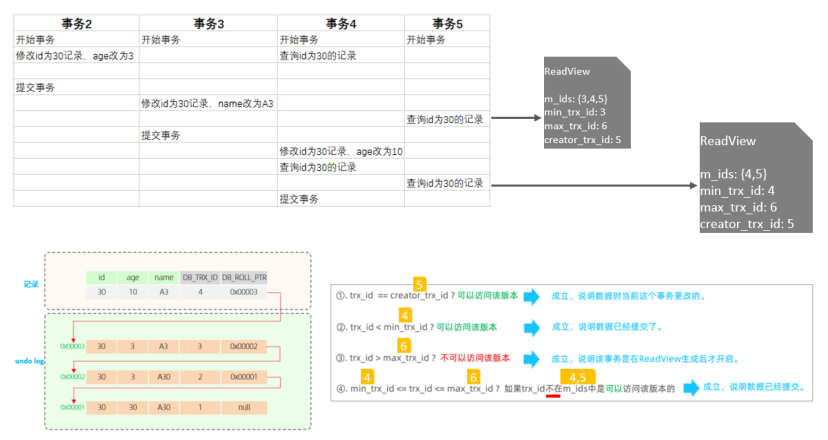 事务2 事务3 事务4 事务5
开始事务 开始事务 开始事务 开始事务
修改id为30记录、age改为3 查询id为30的记录
提交事务
修改id为30记录、name改为A3
查询id为30的记录
提交事务
修改id为30记录、age改为10
查询id为30的记录
查询id为30的记录
提交事务
ReadView
m_ids: {3,4,5}
min_trx_id: 3
max_trx_id: 6
creator_trx_id: 5
ReadView
m_ids: {4,5}
min_trx_id: 4
max_trx_id: 6
creator_trx_id: 5
记录
id age name DB_TRX_ID DB_ROLL_PTR
30 10 A3 4 0x00003
undo log
0x00003 30 3 A3 3 0x00002
0x00002 30 3 A30 2 0x00001
0x00001 30 30 A30 1 null
5
①. trx_id == creator_trx_id ? 可以访问该版本 成立，说明数据时当前这个事务更改的。
4
②. trx_id < min_trx_id ? 可以访问该版本 成立，说明数据已经提交了。
6
③. trx_id > max_trx_id ? 不可以访问该版本 成立，说明该事务是在ReadView生成后才开启。
4 6 4,5
④. min_trx_id <= trx_id <= max_trx_id ? 如果trx_id不在m_ids中是可以访问该版本的 成立，说明数据已经提交。